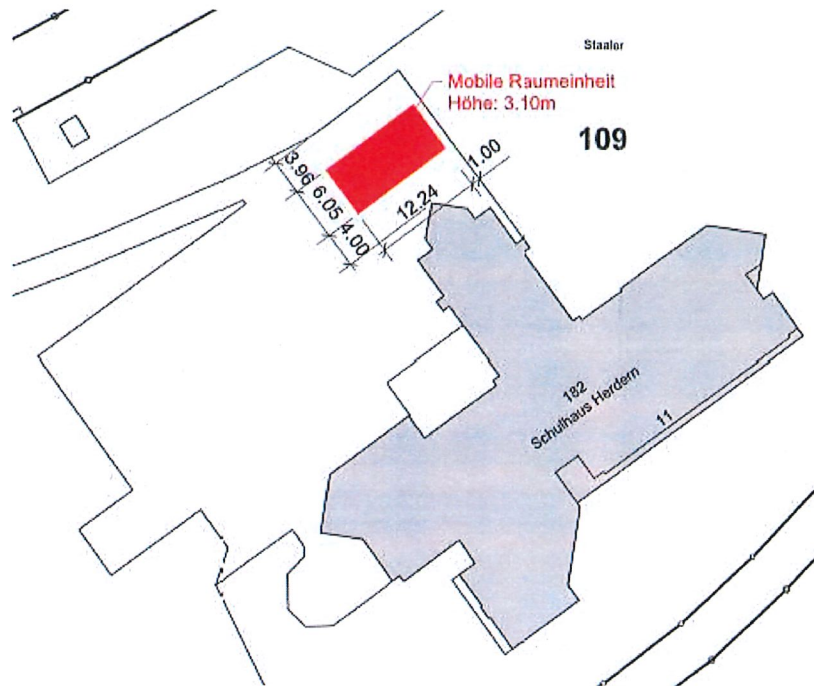 Staaler
Mobile Raumeinheit
Höhe: 3.10m
109
3.96
6.05
4.00
12.24
1.00
182
Schulhaus Herdern
11